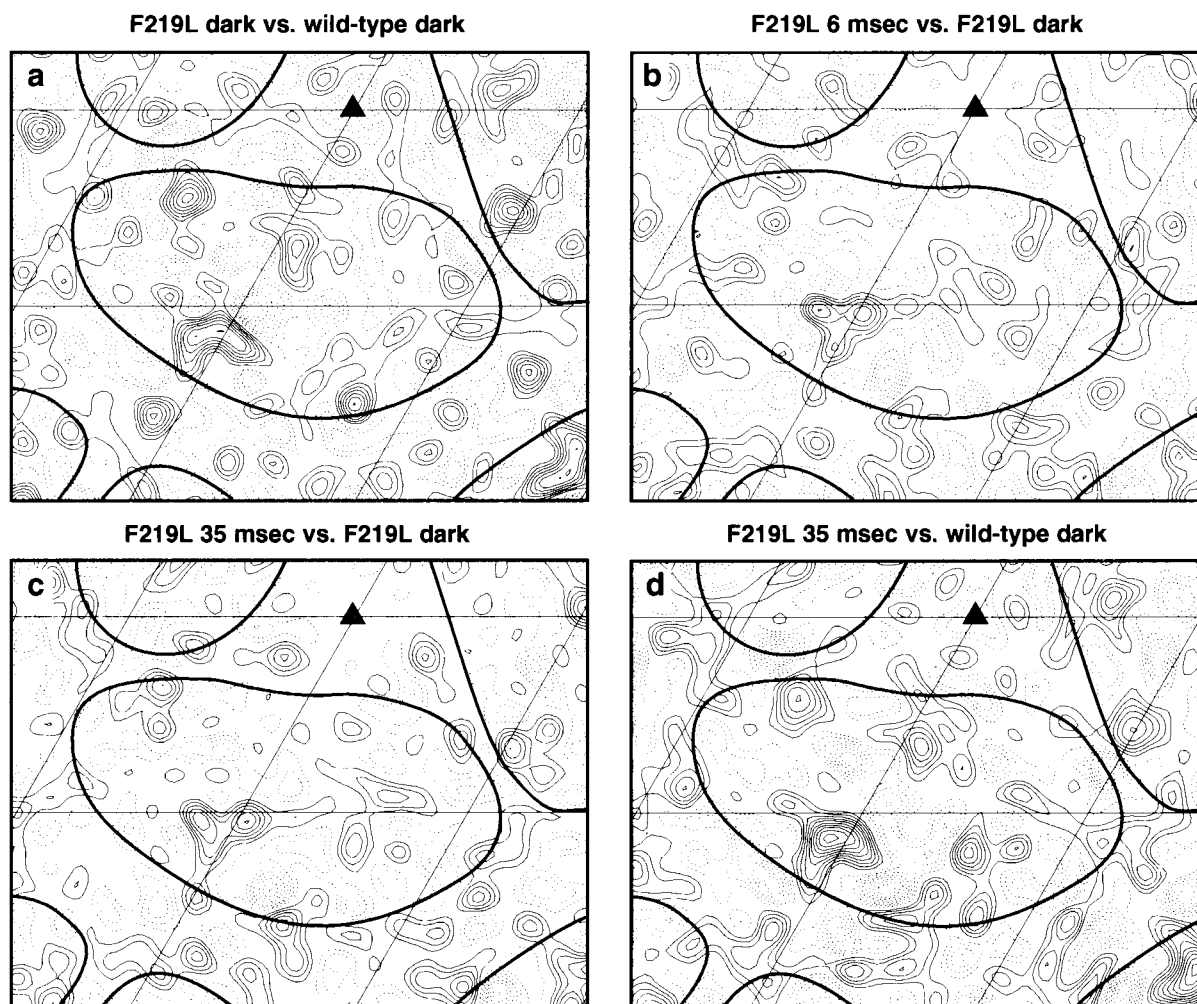 F219L dark vs. wild-type dark
F219L 6 msec vs. F219L dark
a
b
F219L 35 msec vs. F219L dark
F219L 35 msec vs. wild-type dark
c
d